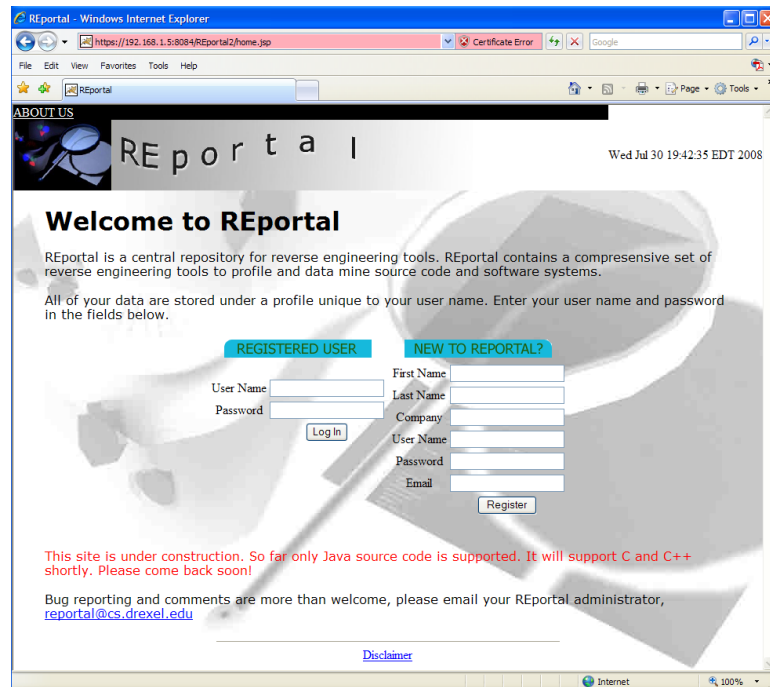 REportal - Windows Internet Explorer
https://192.168.1.5:8084/REportal2/home.jsp
Certificate Error
Google
File Edit View Favorites Tools Help
REportal
Page Tools
ABOUT US
REportal
Wed Jul 30 19:42:35 EDT 2008
Welcome to REportal
REportal is a central repository for reverse engineering tools. REportal contains a compresensive set of
reverse engineering tools to profile and data mine source code and software systems.
All of your data are stored under a profile unique to your user name. Enter your user name and password
in the fields below.
REGISTERED USER
User Name
Password
Log In
NEW TO REPORTAL?
First Name
Last Name
Company
User Name
Password
Email
Register
This site is under construction. So far only Java source code is supported. It will support C and C++
shortly. Please come back soon!
Bug reporting and comments are more than welcome, please email your REportal administrator,
reportal@cs.drexel.edu
Disclaimer
Internet
100%